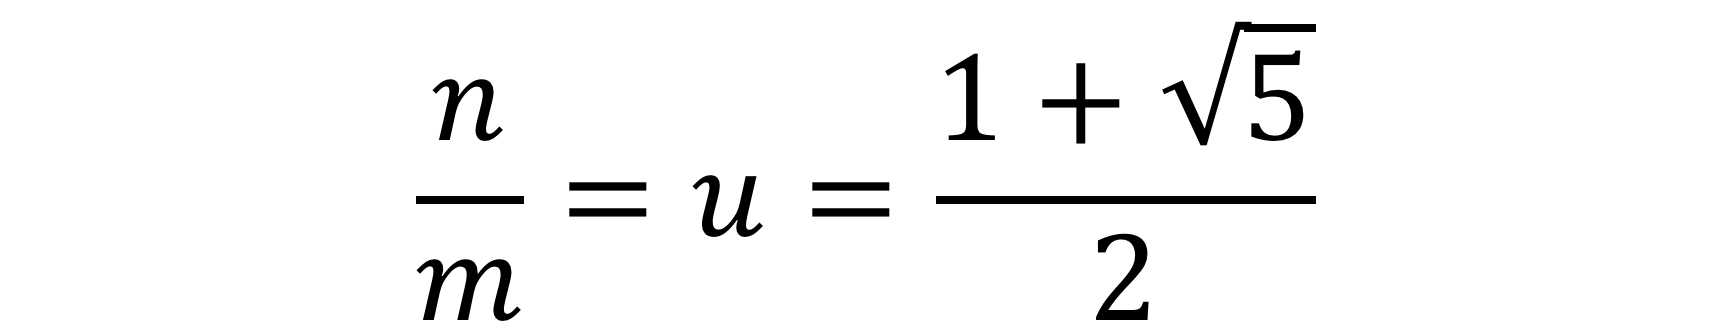 n/m = u = (1 + √5)/2